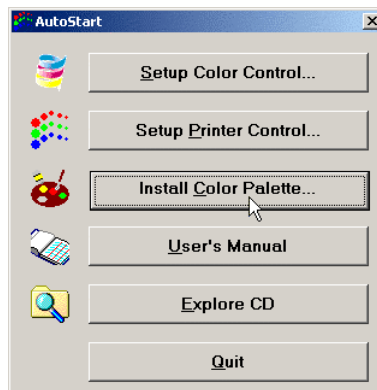 AutoStart
Setup Color Control...
Setup Printer Control...
Install Color Palette...
User's Manual
Explore CD
Quit